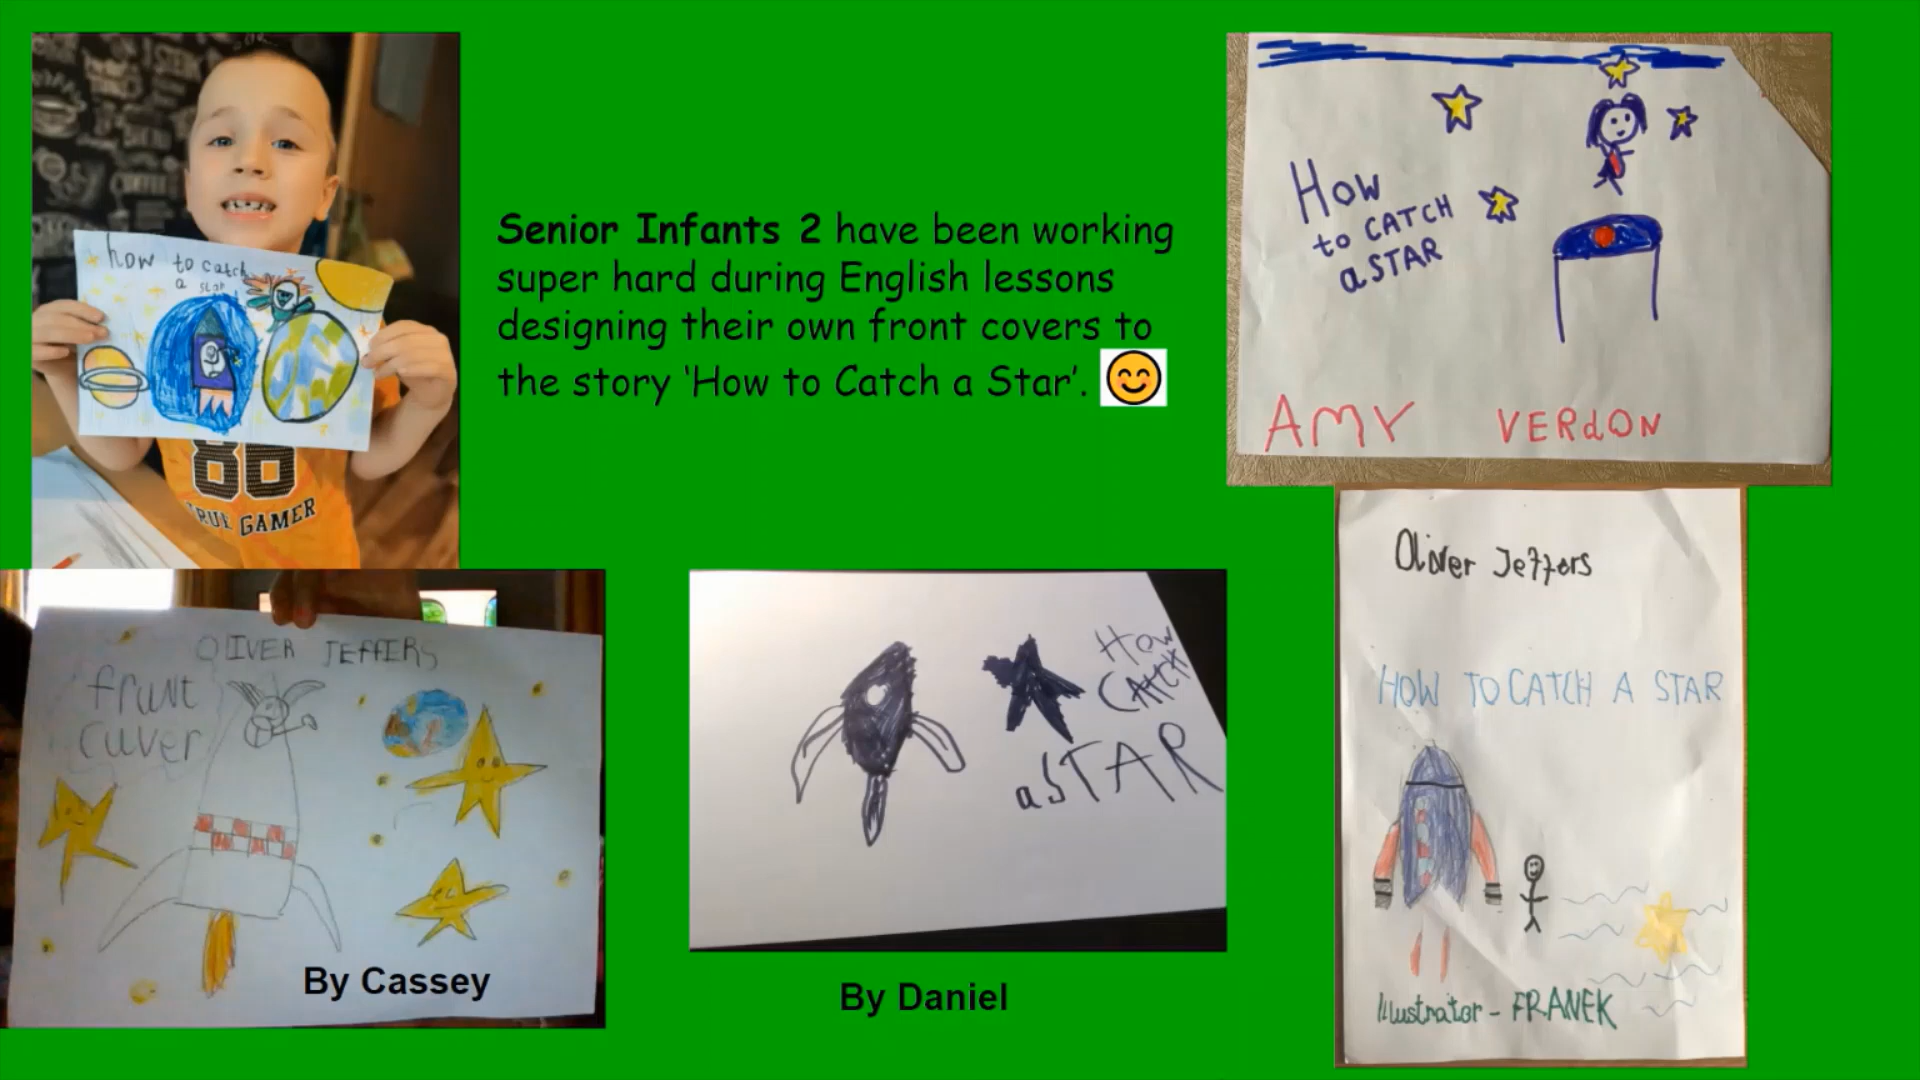 how to catch
a star
88
TRUE GAMER
Senior Infants 2 have been working
super hard during English lessons
designing their own front covers to
the story ‘How to Catch a Star’.
How
to CATCH
a STAR
AMY VERdON
OLIVER JEFFERS
frunt
cuver
By Cassey
How
CATCH
a STAR
By Daniel
Oliver Jeffers
HOW TO CATCH A STAR
Illustrator - FRANEK